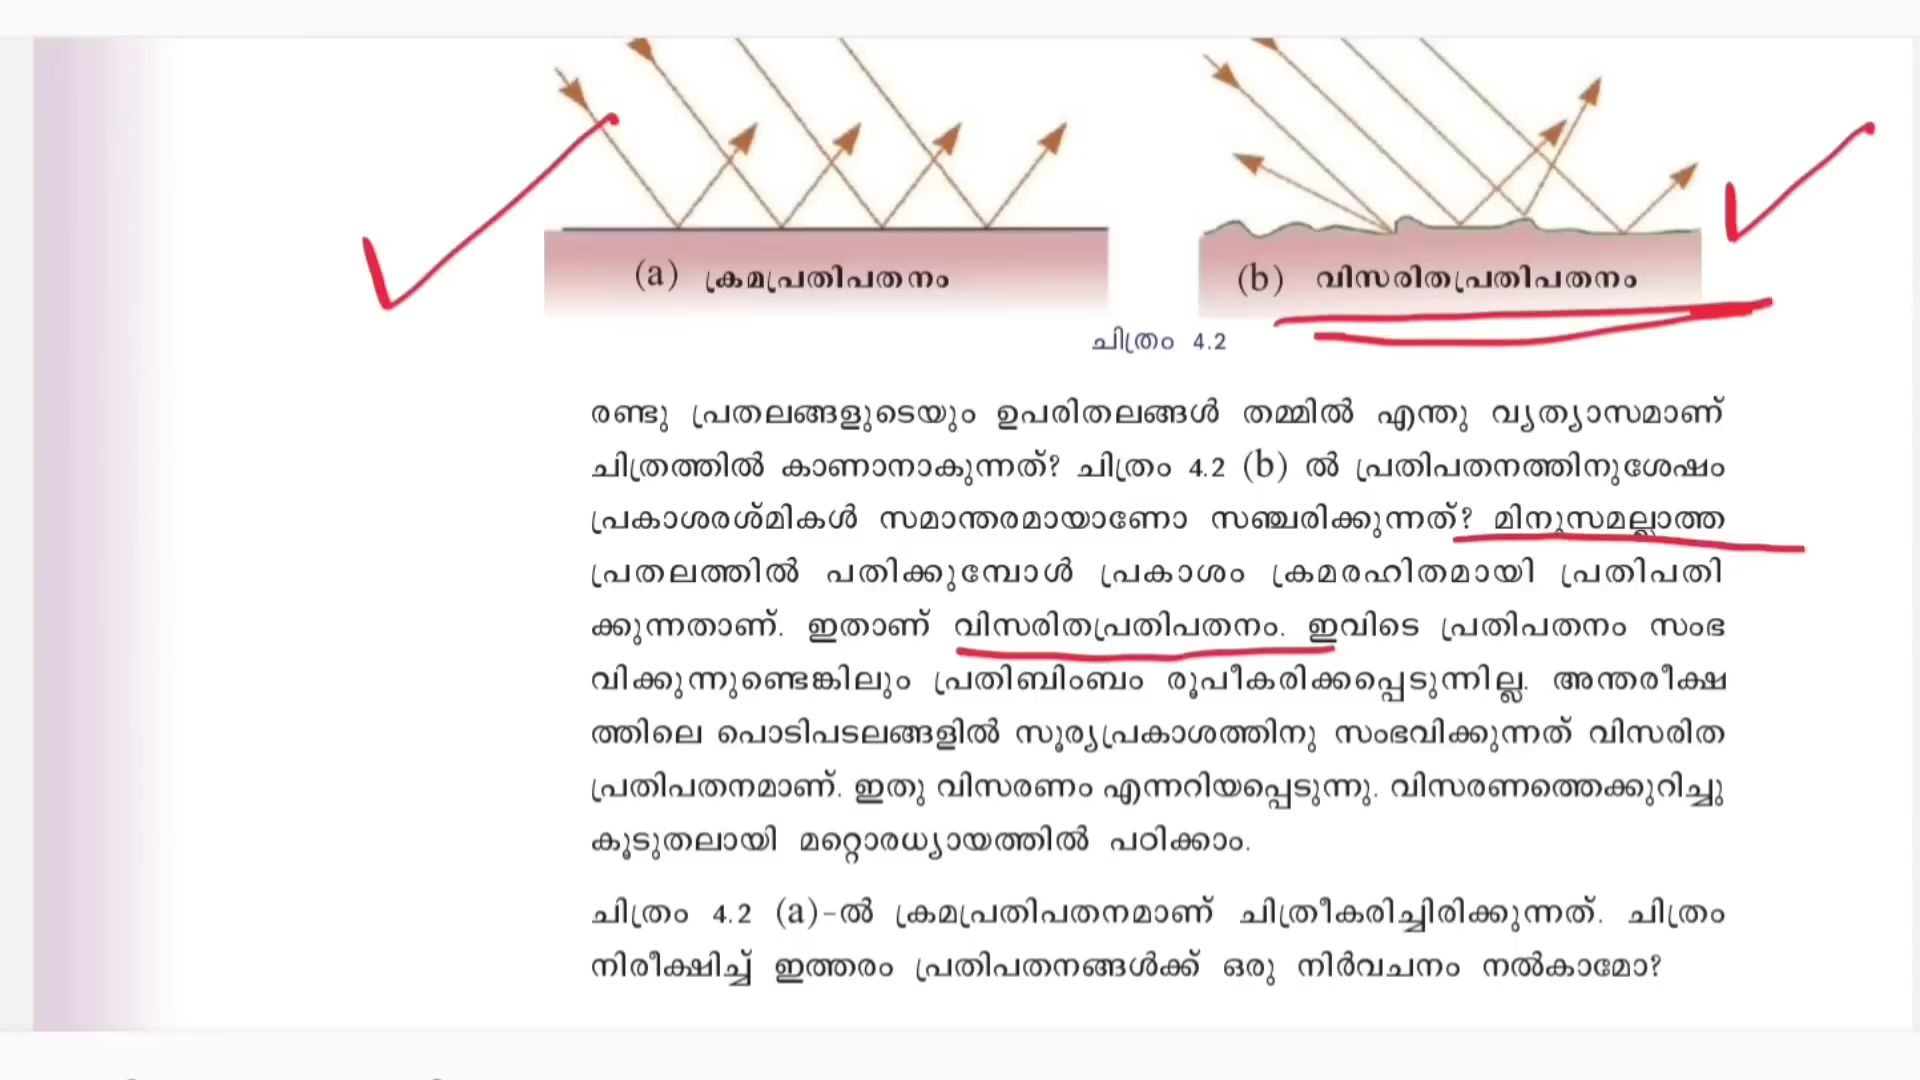 (a) ക്രമപ്രതിപതനം
(b) വിസരിതപ്രതിപതനം
ചിത്രം 4.2
രണ്ടു പ്രതലങ്ങളുടെയും ഉപരിതലങ്ങൾ തമ്മിൽ എന്തു വ്യത്യാസമാണ്
ചിത്രത്തിൽ കാണാനാകുന്നത്? ചിത്രം 4.2 (b) ൽ പ്രതിപതനത്തിനുശേഷം
പ്രകാശരശ്മികൾ സമാന്തരമായാണോ സഞ്ചരിക്കുന്നത്? മിനുസമല്ലാത്ത
പ്രതലത്തിൽ പതിക്കുമ്പോൾ പ്രകാശം ക്രമരഹിതമായി പ്രതിപതി
ക്കുന്നതാണ്. ഇതാണ് വിസരിതപ്രതിപതനം. ഇവിടെ പ്രതിപതനം സംഭ
വിക്കുന്നുണ്ടെങ്കിലും പ്രതിബിംബം രൂപീകരിക്കപ്പെടുന്നില്ല. അന്തരീക്ഷ
ത്തിലെ പൊടിപടലങ്ങളിൽ സൂര്യപ്രകാശത്തിനു സംഭവിക്കുന്നത് വിസരിത
പ്രതിപതനമാണ്. ഇതു വിസരണം എന്നറിയപ്പെടുന്നു. വിസരണത്തെക്കുറിച്ചു
കൂടുതലായി മറ്റൊരധ്യായത്തിൽ പഠിക്കാം.
ചിത്രം 4.2 (a)-ൽ ക്രമപ്രതിപതനമാണ് ചിത്രീകരിച്ചിരിക്കുന്നത്. ചിത്രം
നിരീക്ഷിച്ച് ഇത്തരം പ്രതിപതനങ്ങൾക്ക് ഒരു നിർവചനം നൽകാമോ?